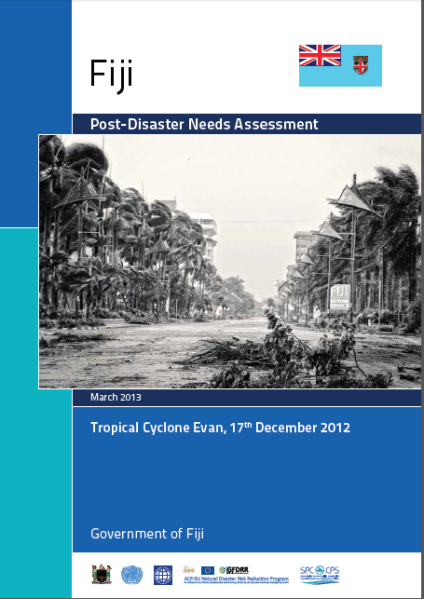 Fiji
Post-Disaster Needs Assessment
FIJI
March 2013
Tropical Cyclone Evan, 17th December 2012
Government of Fiji
GFDRR
ACP-EU Natural Disaster Risk Reduction Program
SPC CPS